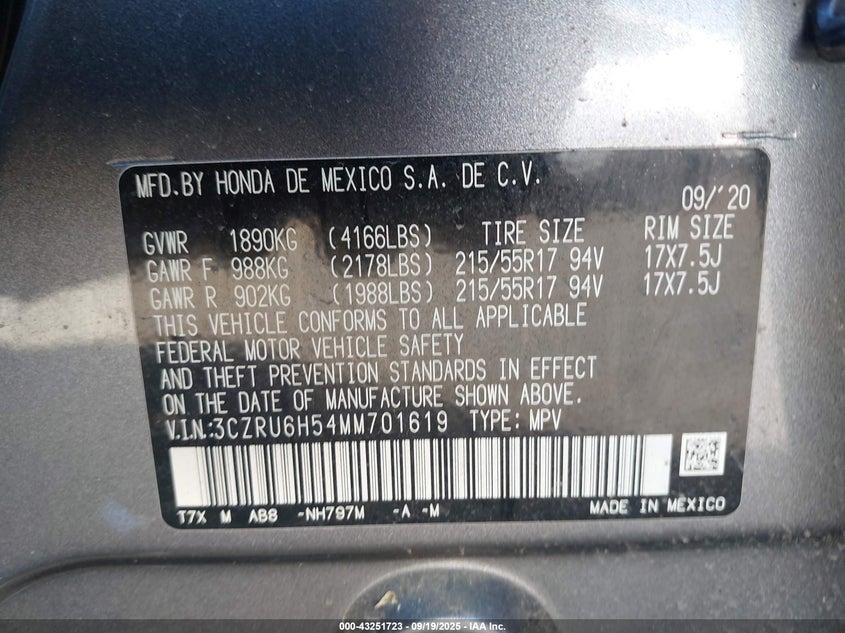 MFD.BY HONDA DE MEXICO S.A. DE C.V.
09/'20
GVWR 1890KG (4166LBS) TIRE SIZE RIM SIZE
GAWR F 988KG (2178LBS) 215/55R17 94V 17X7.5J
GAWR R 902KG (1988LBS) 215/55R17 94V 17X7.5J
THIS VEHICLE CONFORMS TO ALL APPLICABLE
FEDERAL MOTOR VEHICLE SAFETY
AND THEFT PREVENTION STANDARDS IN EFFECT
ON THE DATE OF MANUFACTURE SHOWN ABOVE.
V.I.N.:3CZRU6H54MM701619 TYPE: MPV
T7X M AB8 -NH797M -A -M MADE IN MEXICO
000-43251723 - 09/19/2025 - IAA, Inc.